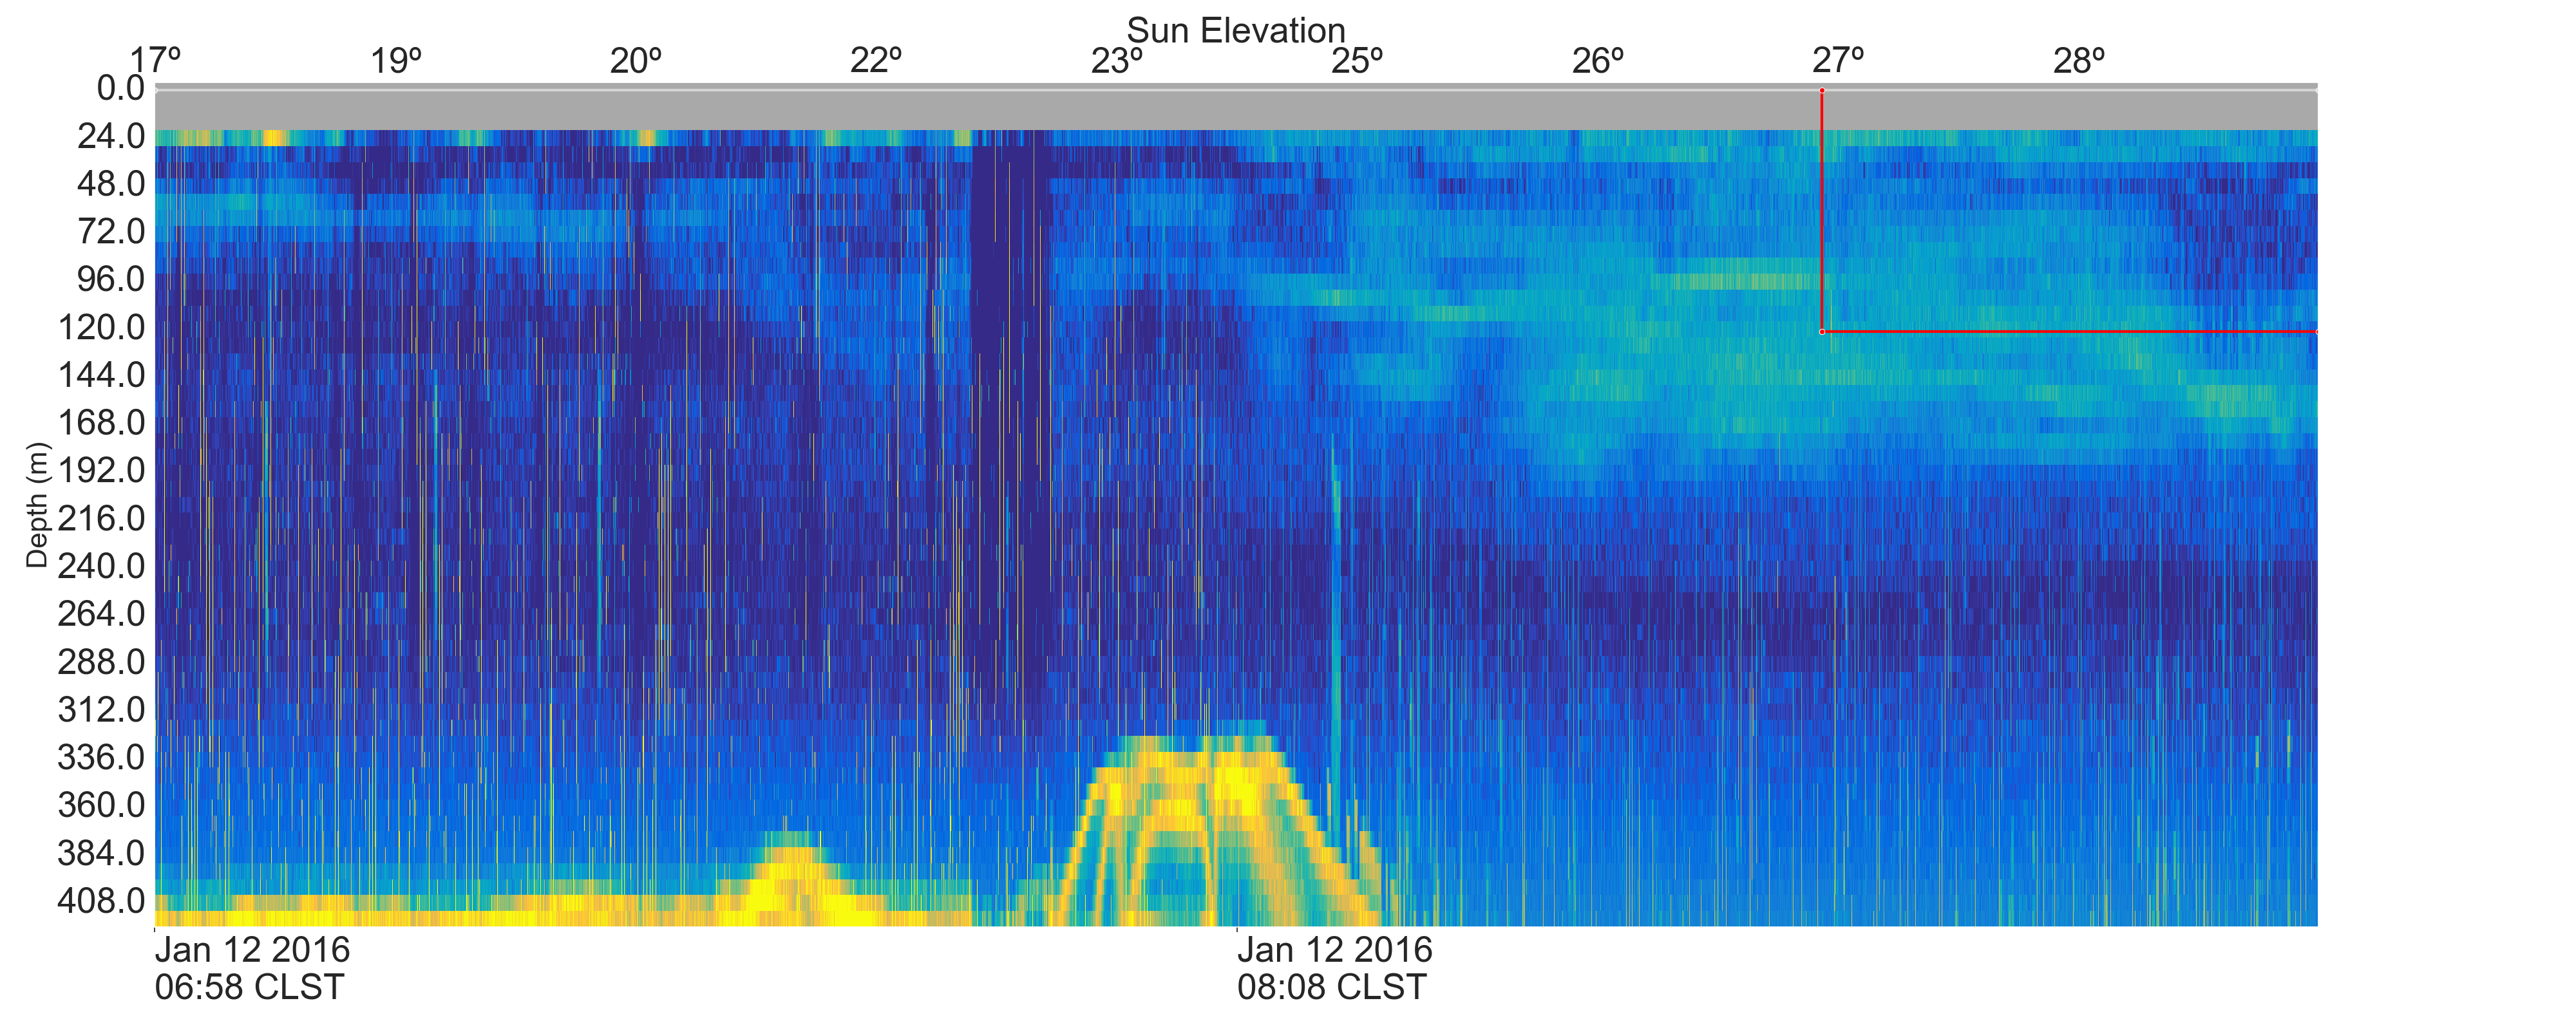 Sun Elevation
17º 19º 20º 22º 23º 25º 26º 27º 28º
0.0
24.0
48.0
72.0
96.0
120.0
144.0
168.0
192.0
216.0
240.0
264.0
288.0
312.0
336.0
360.0
384.0
408.0
Depth (m)
Jan 12 2016
06:58 CLST
Jan 12 2016
08:08 CLST